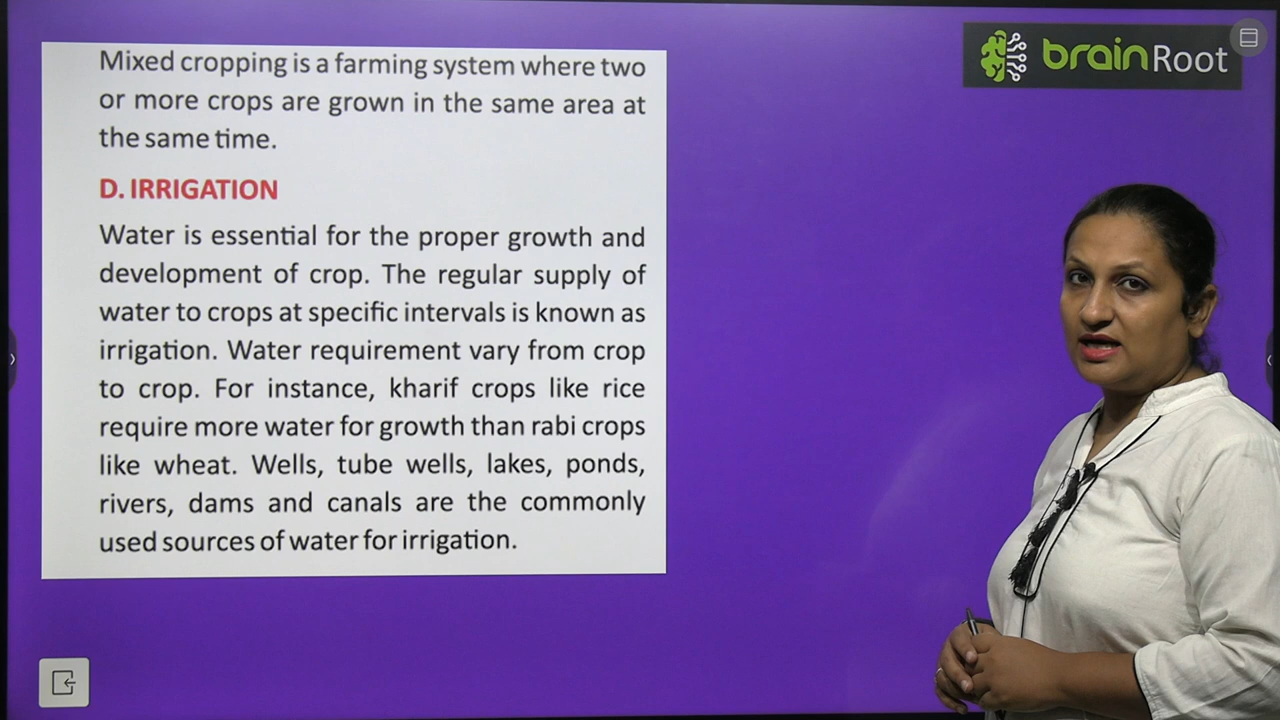 Mixed cropping is a farming system where two
or more crops are grown in the same area at
the same time.
D. IRRIGATION
Water is essential for the proper growth and
development of crop. The regular supply of
water to crops at specific intervals is known as
irrigation. Water requirement vary from crop
to crop. For instance, kharif crops like rice
require more water for growth than rabi crops
like wheat. Wells, tube wells, lakes, ponds,
rivers, dams and canals are the commonly
used sources of water for irrigation.
brainRoot